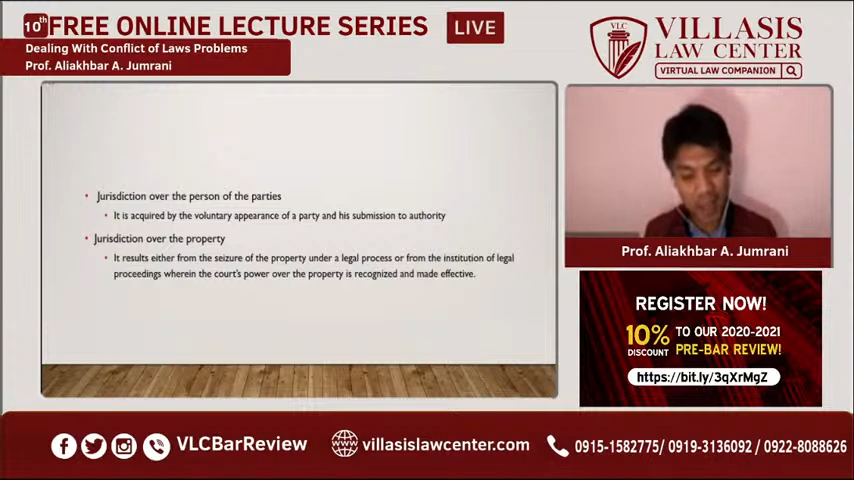 10th FREE ONLINE LECTURE SERIES
LIVE
Dealing With Conflict of Laws Problems
Prof. Aliakhbar A. Jumrani
VLC
VILLASIS
LAW CENTER
VIRTUAL LAW COMPANION
• Jurisdiction over the person of the parties
• It is acquired by the voluntary appearance of a party and his submission to authority
• Jurisdiction over the property
• It results either from the seizure of the property under a legal process or from the institution of legal
proceedings wherein the court's power over the property is recognized and made effective.
Prof. Aliakhbar A. Jumrani
REGISTER NOW!
10% DISCOUNT
TO OUR 2020-2021
PRE-BAR REVIEW!
https://bit.ly/3qXrMgZ
VLCBarReview
villasislawcenter.com
0915-1582775/ 0919-3136092 / 0922-8088626